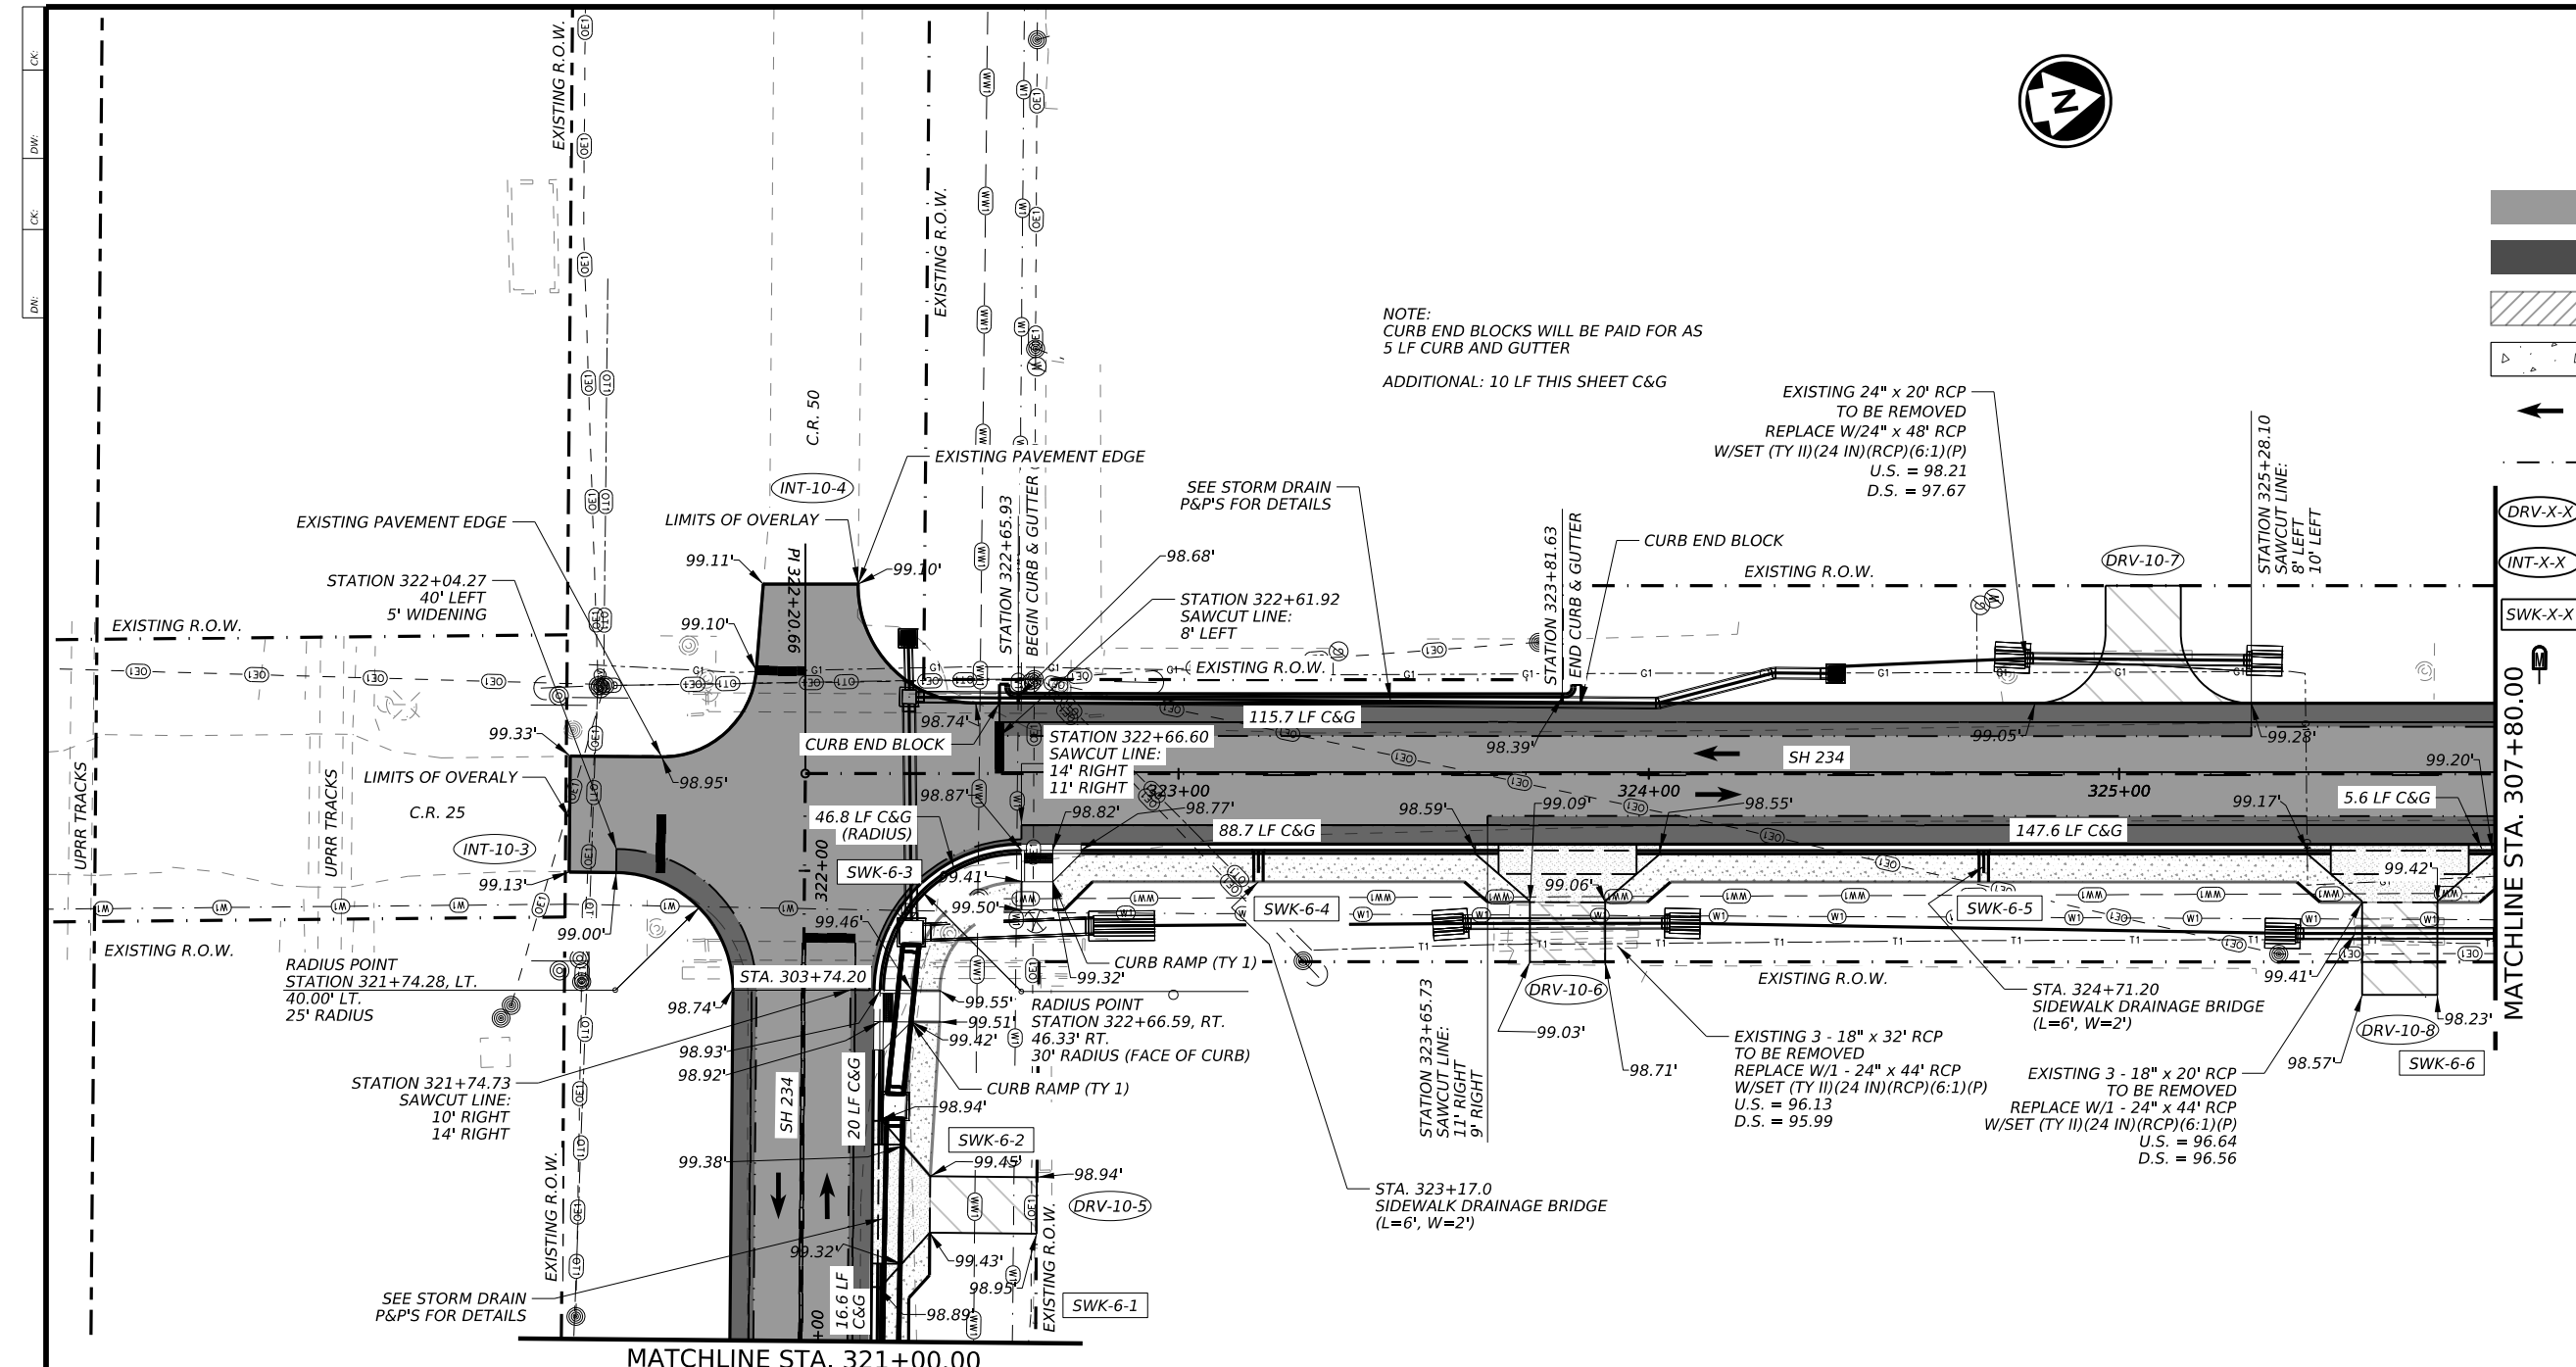 CK:
DW:
CK:
DN:
EXISTING R.O.W.
EXISTING R.O.W.
N
NOTE:
CURB END BLOCKS WILL BE PAID FOR AS
5 LF CURB AND GUTTER
ADDITIONAL: 10 LF THIS SHEET C&G
C.R. 50
INT-10-4
EXISTING PAVEMENT EDGE
EXISTING PAVEMENT EDGE
LIMITS OF OVERLAY
99.11'
99.10'
99.10'
PI 322+20.66
STATION 322+04.27
40' LEFT
5' WIDENING
STATION 322+65.93
BEGIN CURB & GUTTER
SEE STORM DRAIN
P&P'S FOR DETAILS
98.68'
STATION 322+61.92
SAWCUT LINE:
8' LEFT
EXISTING R.O.W.
STATION 323+81.63
END CURB & GUTTER
CURB END BLOCK
EXISTING 24" x 20' RCP
TO BE REMOVED
REPLACE W/24" x 48' RCP
W/SET (TY II)(24 IN)(RCP)(6:1)(P)
U.S. = 98.21
D.S. = 97.67
EXISTING R.O.W.
DRV-10-7
STATION 325+28.10
SAWCUT LINE:
8' LEFT
10' LEFT
DRV-X-X
INT-X-X
SWK-X-X
M
MATCHLINE STA. 307+80.00
EXISTING R.O.W.
UPRR TRACKS
UPRR TRACKS
99.33'
98.95'
LIMITS OF OVERALY
C.R. 25
INT-10-3
99.13'
99.00'
EXISTING R.O.W.
98.74'
CURB END BLOCK
115.7 LF C&G
STATION 322+66.60
SAWCUT LINE:
14' RIGHT
11' RIGHT
98.39'
SH 234
99.05'
99.28'
99.20'
98.87'
98.82'
98.77'
323+00
324+00
325+00
46.8 LF C&G
(RADIUS)
88.7 LF C&G
98.59'
99.09'
98.55'
147.6 LF C&G
99.17'
5.6 LF C&G
322+00
SWK-6-3
99.41'
99.50'
99.46'
SWK-6-4
99.06'
SWK-6-5
99.42'
RADIUS POINT
STATION 321+74.28, LT.
40.00' LT.
25' RADIUS
STA. 303+74.20
98.74'
CURB RAMP (TY 1)
99.32'
99.55'
99.51'
99.42'
RADIUS POINT
STATION 322+66.59, RT.
46.33' RT.
30' RADIUS (FACE OF CURB)
98.93'
98.92'
CURB RAMP (TY 1)
STATION 321+74.73
SAWCUT LINE:
10' RIGHT
14' RIGHT
SH 234
20 LF C&G
98.94'
SWK-6-2
99.38'
99.45'
98.94'
DRV-10-5
99.32'
99.43'
98.95'
SWK-6-1
98.89'
16.6 LF
C&G
+00
SEE STORM DRAIN
P&P'S FOR DETAILS
EXISTING R.O.W.
EXISTING R.O.W.
MATCHLINE STA. 321+00.00
STA. 323+17.0
SIDEWALK DRAINAGE BRIDGE
(L=6', W=2')
STATION 323+65.73
SAWCUT LINE:
11' RIGHT
9' RIGHT
DRV-10-6
99.03'
98.71'
EXISTING R.O.W.
EXISTING 3 - 18" x 32' RCP
TO BE REMOVED
REPLACE W/1 - 24" x 44' RCP
W/SET (TY II)(24 IN)(RCP)(6:1)(P)
U.S. = 96.13
D.S. = 95.99
STA. 324+71.20
SIDEWALK DRAINAGE BRIDGE
(L=6', W=2')
EXISTING 3 - 18" x 20' RCP
TO BE REMOVED
REPLACE W/1 - 24" x 44' RCP
W/SET (TY II)(24 IN)(RCP)(6:1)(P)
U.S. = 96.64
D.S. = 96.56
99.41'
98.57'
98.23'
DRV-10-8
SWK-6-6